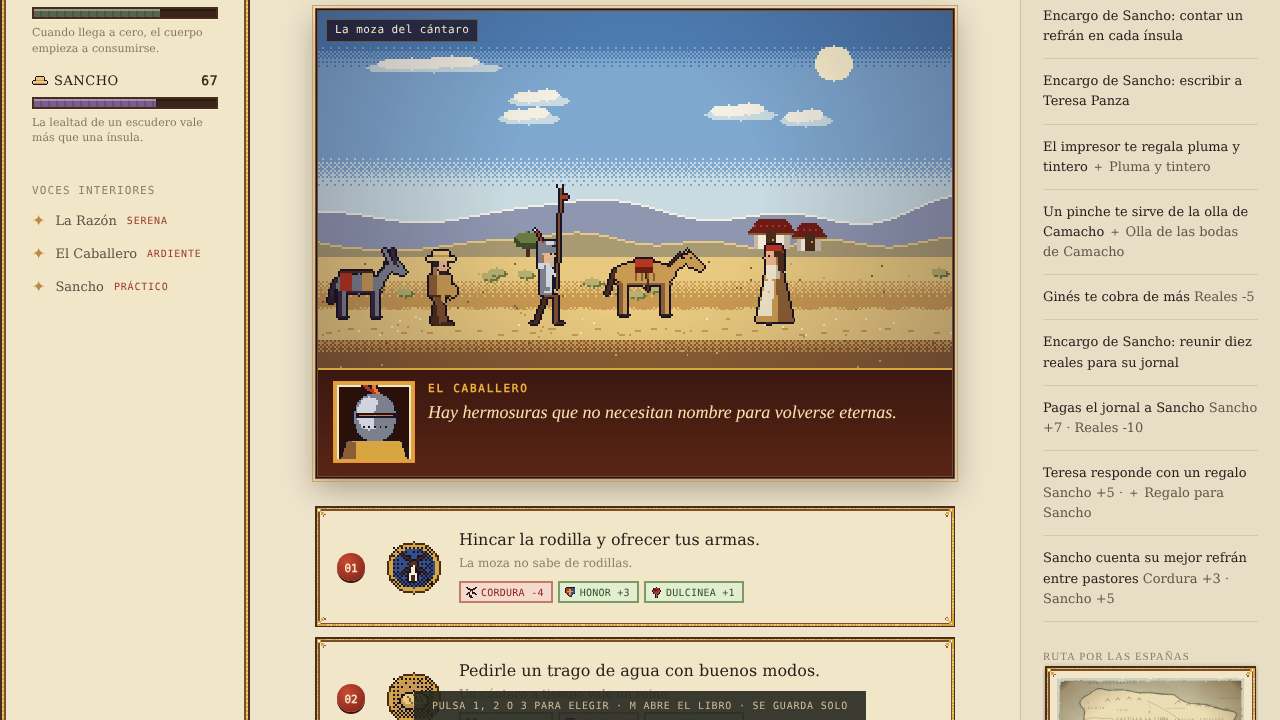 Cuando llega a cero, el cuerpo
empieza a consumirse.
SANCHO 67
La lealtad de un escudero vale
más que una ínsula.
VOCES INTERIORES
La Razón SERENA
El Caballero ARDIENTE
Sancho PRÁCTICO
La moza del cántaro
EL CABALLERO
Hay hermosuras que no necesitan nombre para volverse eternas.
01
Hincar la rodilla y ofrecer tus armas.
La moza no sabe de rodillas.
CORDURA -4
HONOR +3
DULCINEA +1
02
Pedirle un trago de agua con buenos modos.
PULSA 1, 2 O 3 PARA ELEGIR · M ABRE EL LIBRO · SE GUARDA SOLO
Encargo de Sancho: contar un
refrán en cada ínsula
Encargo de Sancho: escribir a
Teresa Panza
El impresor te regala pluma y
tintero + Pluma y tintero
Un pinche te sirve de la olla de
Camacho + Olla de las bodas
de Camacho
Ginés te cobra de más Reales -5
Encargo de Sancho: reunir diez
reales para su jornal
Pagas el jornal a Sancho Sancho
+7 · Reales -10
Teresa responde con un regalo
Sancho +5 · + Regalo para
Sancho
Sancho cuenta su mejor refrán
entre pastores Cordura +3 ·
Sancho +5
RUTA POR LAS ESPAÑAS